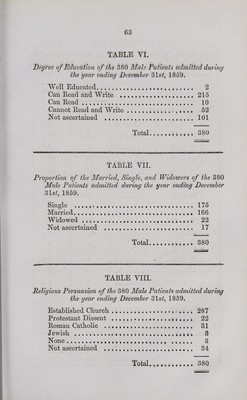 63
TABLE VI.
Degree of Education of the 380 Male Patients admitted during
the year ending December 31st, 1859.
Well Educated........................ 2
Can Read and Write .................. 215
Can Read ............................ 10
Cannot Read and Write ............... 52
Not ascertained ..................... 101
Total............ 380
TABLE VII.
Proportion of the Married, Single, and Widowers of the 380
Male Patients admitted during the year ending December
31st, 1859.
Single .............................. 175
Married.............................. 166
Widowed ............................. 22
Not ascertained ..................... 17
Total............ 380
TABLE VIII.
Religious Persuasion of the 380 Male Patients admitted during
the year ending December 31st, 1859.
Established Church .................. 287
Protestant Dissent .................. 22
Roman Catholic ...................... 31
Jewish .............................. 3
None................................. 3
Not ascertained ..................... 34
Total............ 380